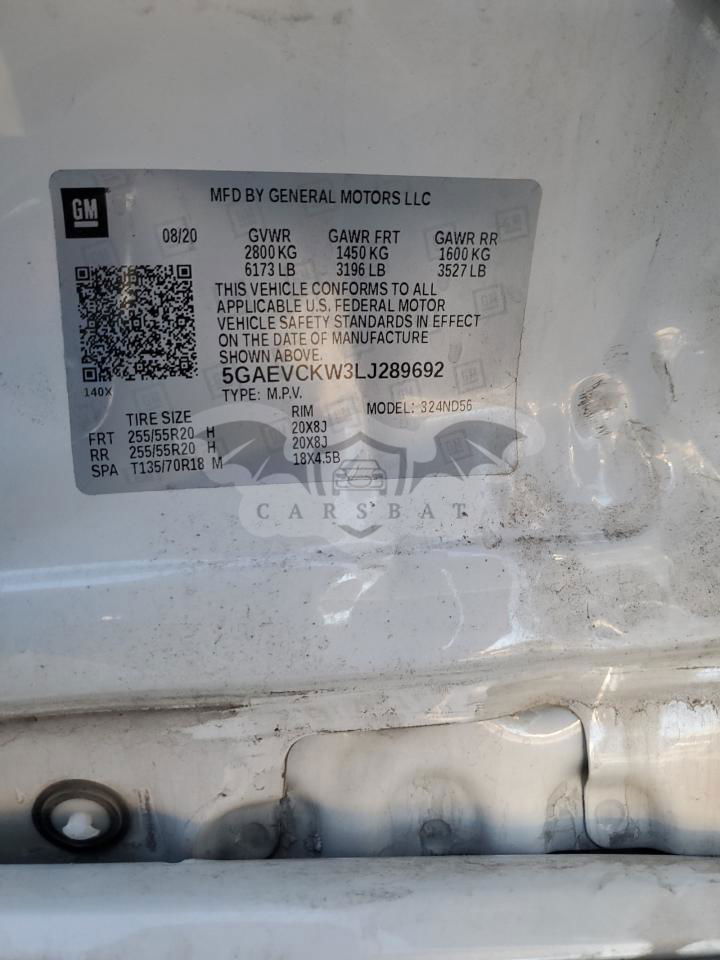 GM
MFD BY GENERAL MOTORS LLC
08/20 GVWR GAWR FRT GAWR RR
2800 KG 1450 KG 1600 KG
6173 LB 3196 LB 3527 LB
THIS VEHICLE CONFORMS TO ALL
APPLICABLE U.S. FEDERAL MOTOR
VEHICLE SAFETY STANDARDS IN EFFECT
ON THE DATE OF MANUFACTURE
SHOWN ABOVE.
140X
5GAEVCKW3LJ289692
TYPE: M.P.V. MODEL: 324ND56
TIRE SIZE RIM
FRT 255/55R20 H 20X8J
RR 255/55R20 H 20X8J
SPA T135/70R18 M 18X4.5B
CARSBAT